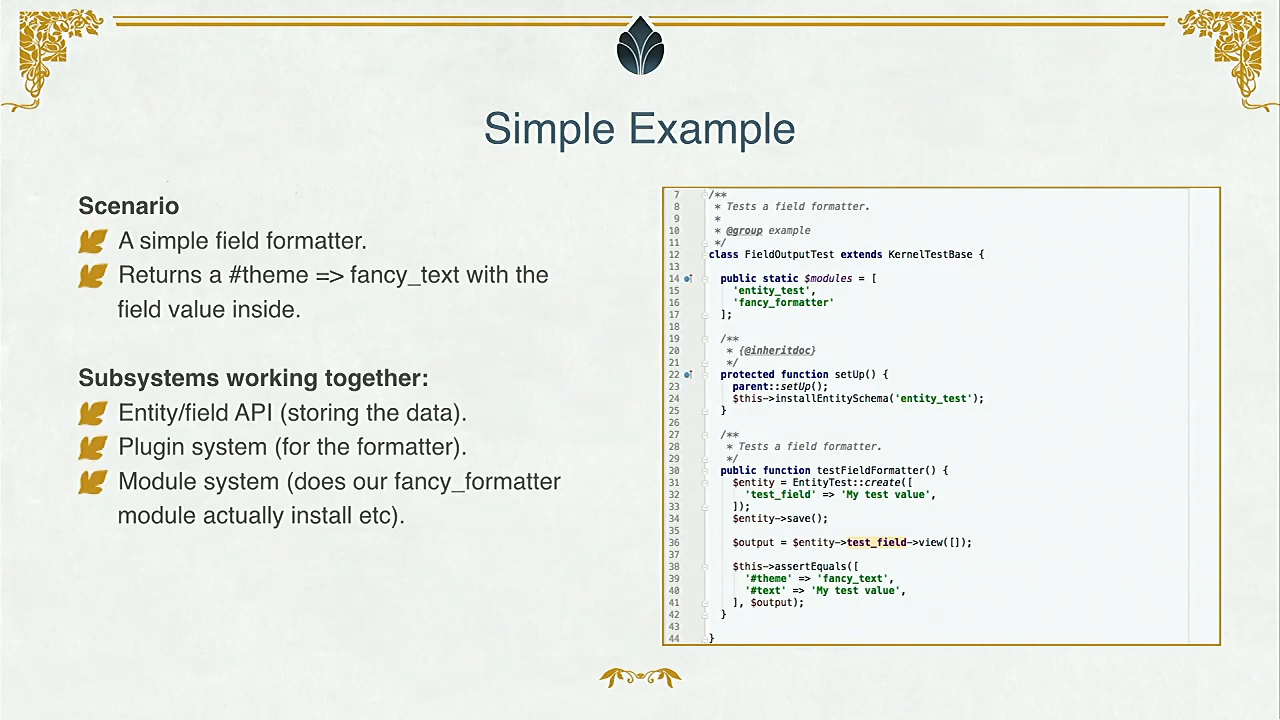 Simple Example
Scenario
A simple field formatter.
Returns a #theme => fancy_text with the
field value inside.
Subsystems working together:
Entity/field API (storing the data).
Plugin system (for the formatter).
Module system (does our fancy_formatter
module actually install etc).
7 /**
8 * Tests a field formatter.
9 *
10 * @group example
11 */
12 class FieldOutputTest extends KernelTestBase {
13
14 public static $modules = [
15 'entity_test',
16 'fancy_formatter'
17 ];
18
19 /**
20 * {@inheritdoc}
21 */
22 protected function setUp() {
23 parent::setUp();
24 $this->installEntitySchema('entity_test');
25 }
26
27 /**
28 * Tests a field formatter.
29 */
30 public function testFieldFormatter() {
31 $entity = EntityTest::create([
32 'test_field' => 'My test value',
33 ]);
34 $entity->save();
35
36 $output = $entity->test_field->view([]);
37
38 $this->assertEquals([
39 '#theme' => 'fancy_text',
40 '#text' => 'My test value',
41 ], $output);
42 }
43
44 }